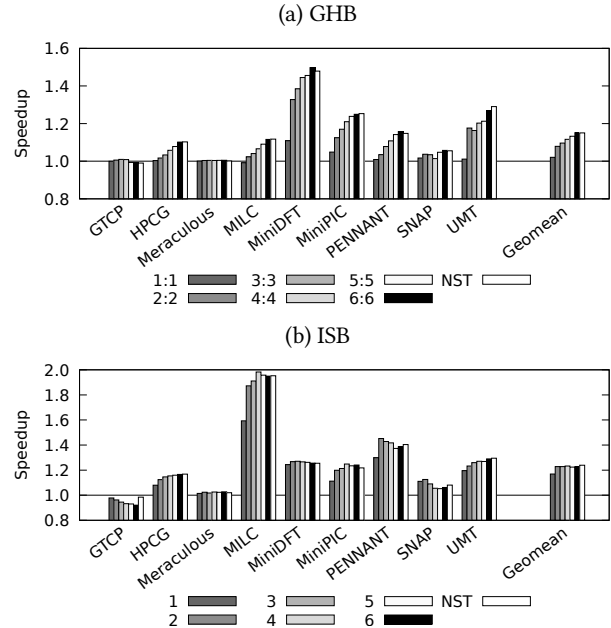 (a) GHB
1.6
1.4
1.2
1.0
0.8
Speedup
GTCP
HPCG
Meraculous
MILC
MiniDFT
MiniPIC
PENNANT
SNAP
UMT
Geomean
1:1 3:3 5:5 NST
2:2 4:4 6:6
(b) ISB
2.0
1.8
1.6
1.4
1.2
1.0
0.8
Speedup
GTCP
HPCG
Meraculous
MILC
MiniDFT
MiniPIC
PENNANT
SNAP
UMT
Geomean
1 3 5 NST
2 4 6